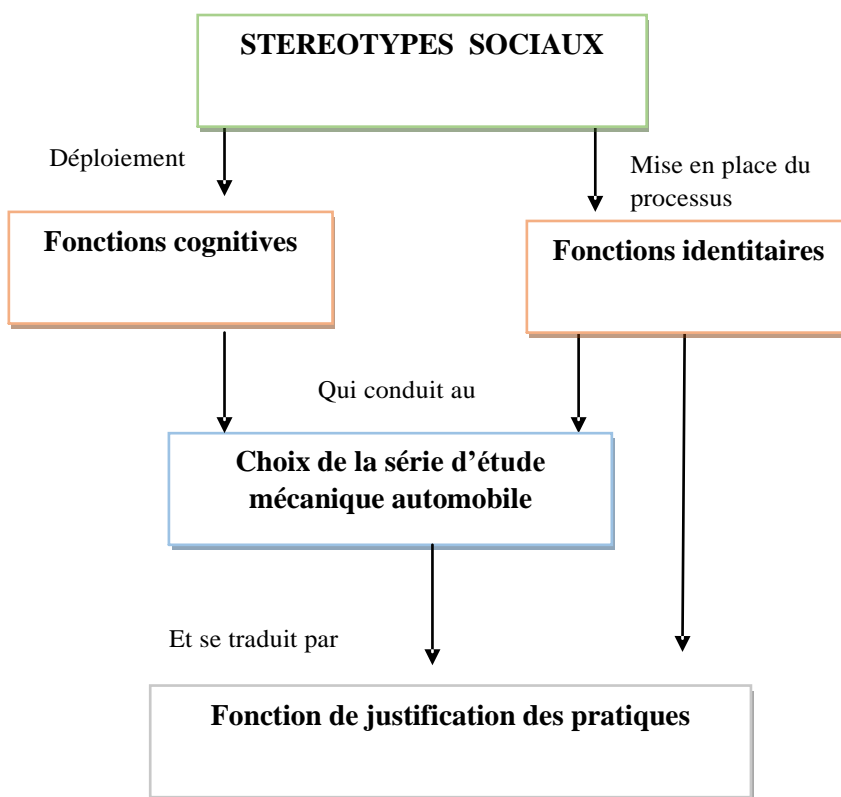 STEREOTYPES SOCIAUX
Déploiement
Mise en place du
processus
Fonctions cognitives
Fonctions identitaires
Qui conduit au
Choix de la série d’étude
mécanique automobile
Et se traduit par
Fonction de justification des pratiques